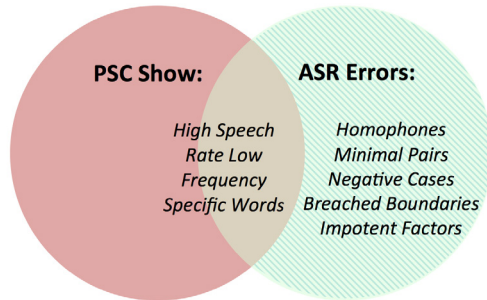 PSC Show:
ASR Errors:
High Speech
Rate Low
Frequency
Specific Words
Homophones
Minimal Pairs
Negative Cases
Breached Boundaries
Impotent Factors